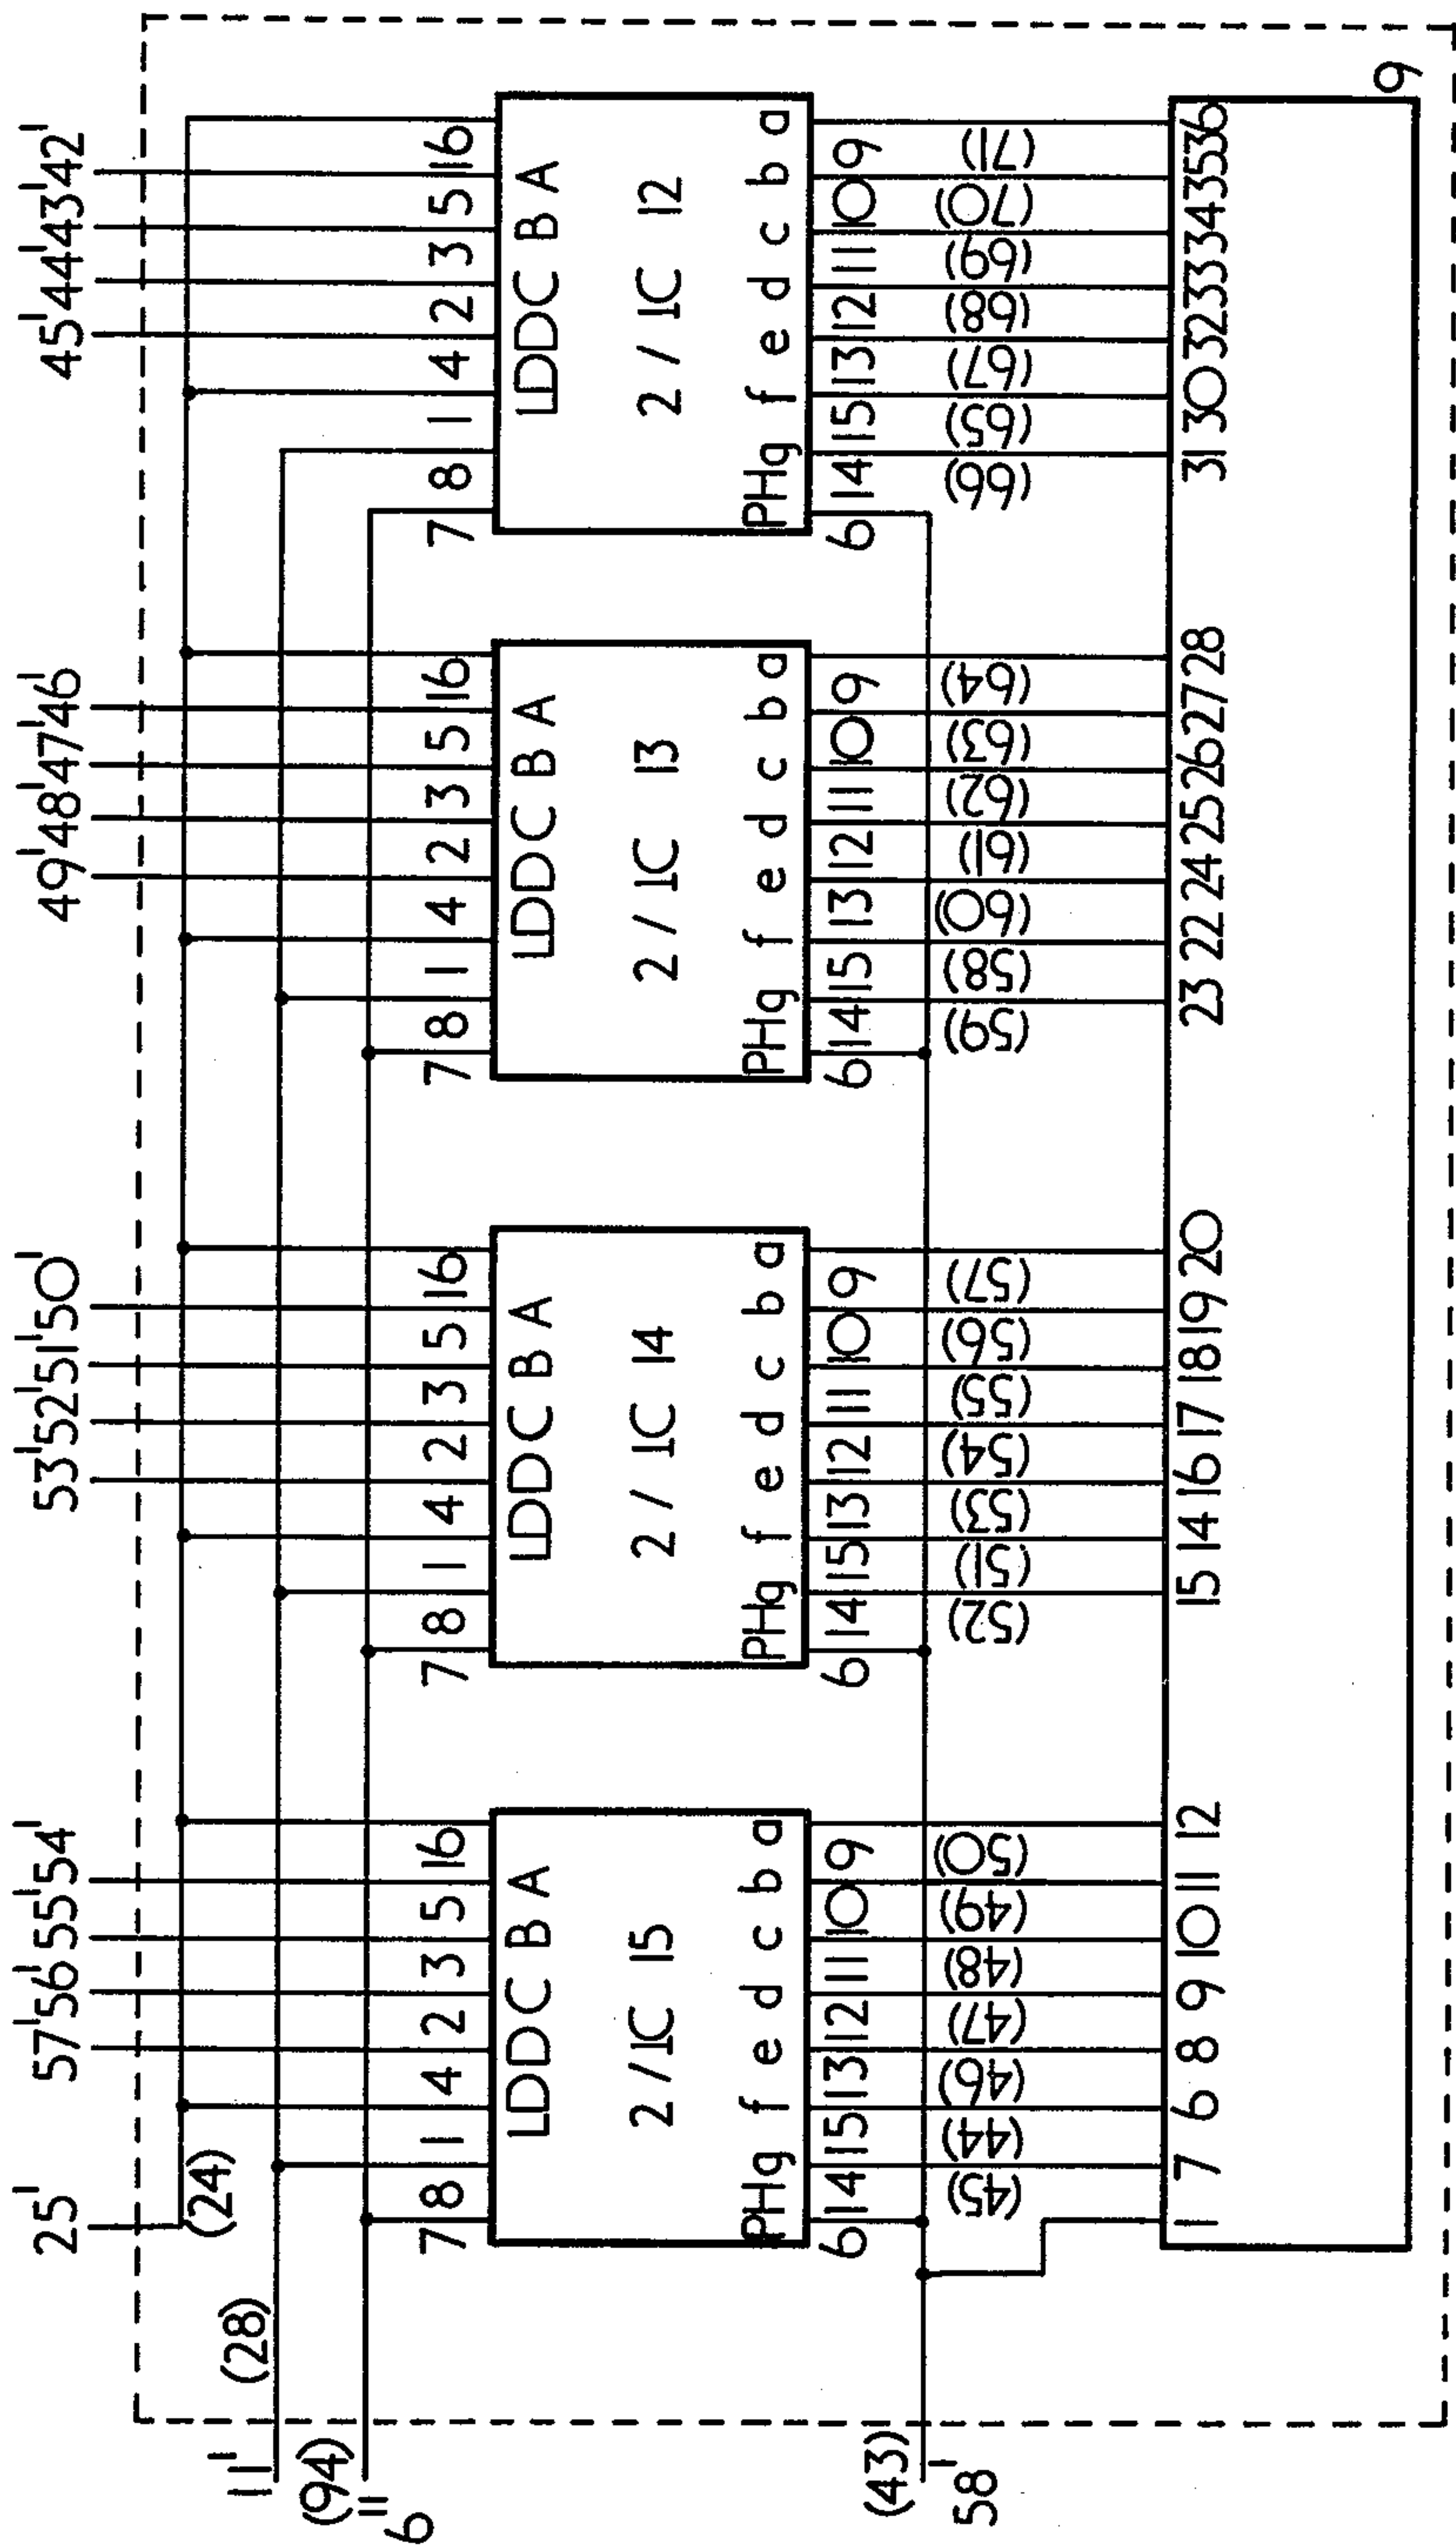 25' 57' 56' 55' 54' 53' 52' 51' 50' 49' 48' 47' 46' 45' 44' 43' 42'
(24)
11' (28)
(94)
6''
7 8 1 4 2 3 5 16 7 8 1 4 2 3 5 16 7 8 1 4 2 3 5 16 7 8 1 4 2 3 5 16
LD D C B A LD D C B A LD D C B A LD D C B A
2 / IC 15 2 / IC 14 2 / IC 13 2 / IC 12
PH g f e d c b a PH g f e d c b a PH g f e d c b a PH g f e d c b a
6 14 15 13 12 11 10 9 6 14 15 13 12 11 10 9 6 14 15 13 12 11 10 9 6 14 15 13 12 11 10 9
(43)
58'
(45) (44) (46) (47) (48) (49) (50) (52) (51) (53) (54) (55) (56) (57) (59) (58) (60) (61) (62) (63) (64) (66) (65) (67) (68) (69) (70) (71)
1 7 6 8 9 10 11 12 15 14 16 17 18 19 20 23 22 24 25 26 27 28 31 30 32 33 34 35 36
9